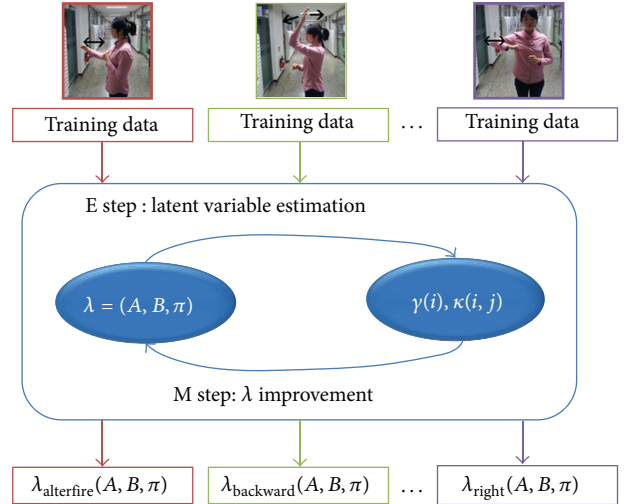 Training data
Training data
...
Training data
E step : latent variable estimation
λ = (A, B, π)
γ(i), κ(i, j)
M step: λ improvement
λalterfire(A, B, π)
λbackward(A, B, π)
...
λright(A, B, π)